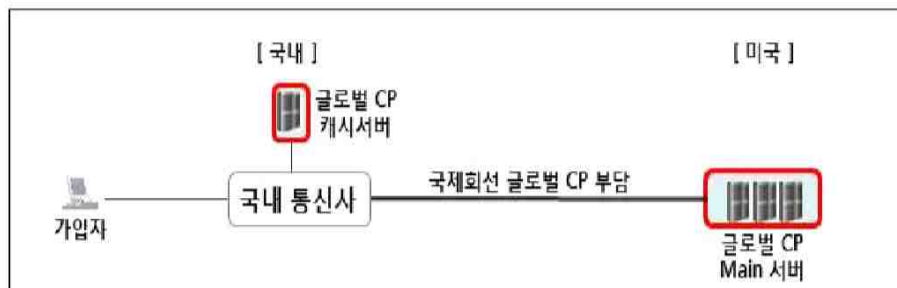 [ 국내 ]
[ 미국 ]
글로벌 CP
캐시서버
국제회선 글로벌 CP 부담
국내 통신사
가입자
글로벌 CP
Main 서버